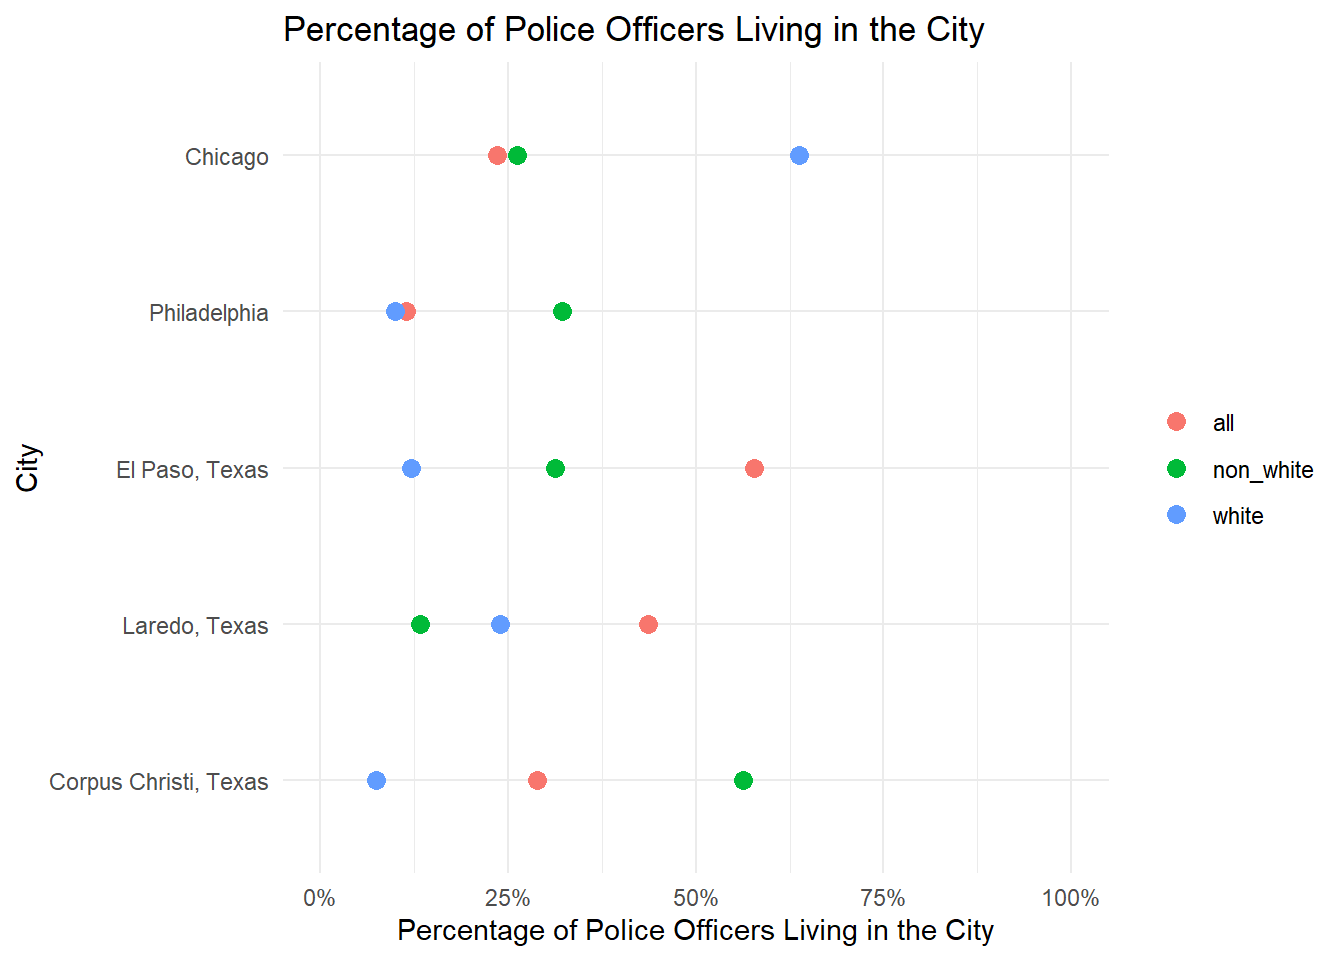 Percentage of Police Officers Living in the City
Chicago
Philadelphia
El Paso, Texas
Laredo, Texas
Corpus Christi, Texas
City
0% 25% 50% 75% 100%
Percentage of Police Officers Living in the City
all
non_white
white